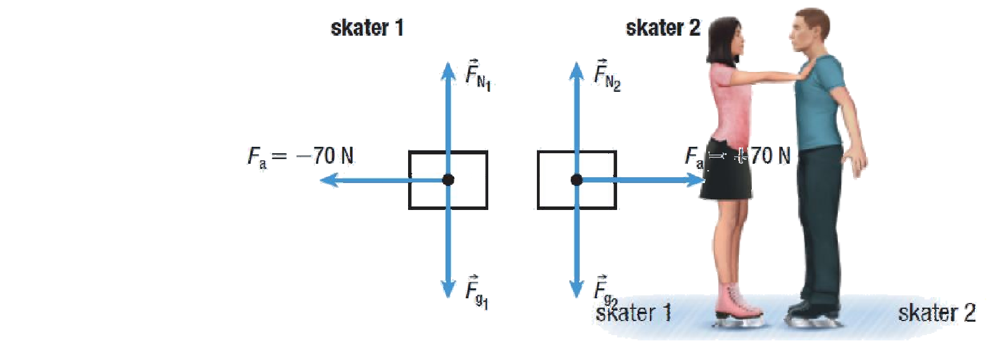 skater 1
skater 2
F⃗N1
F⃗N2
Fa = −70 N
Fa = +70 N
F⃗g1
F⃗g2
skater 1
skater 2